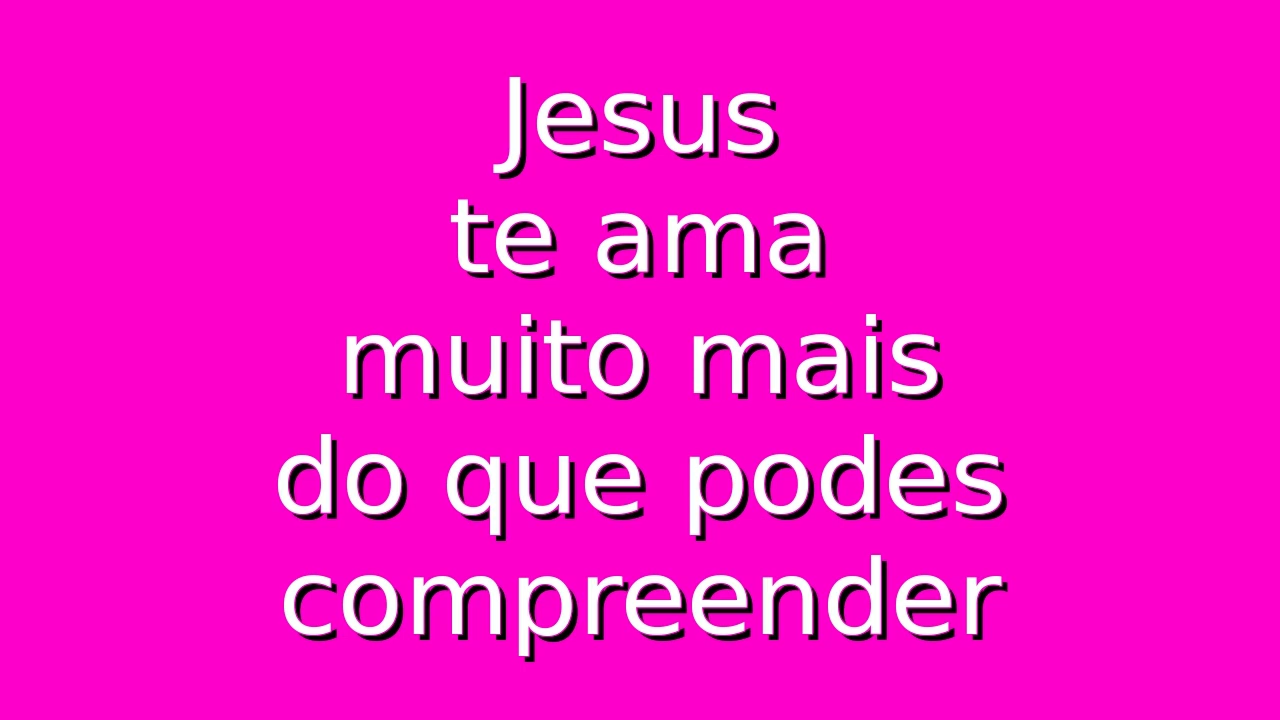 Jesus
te ama
muito mais
do que podes
compreender